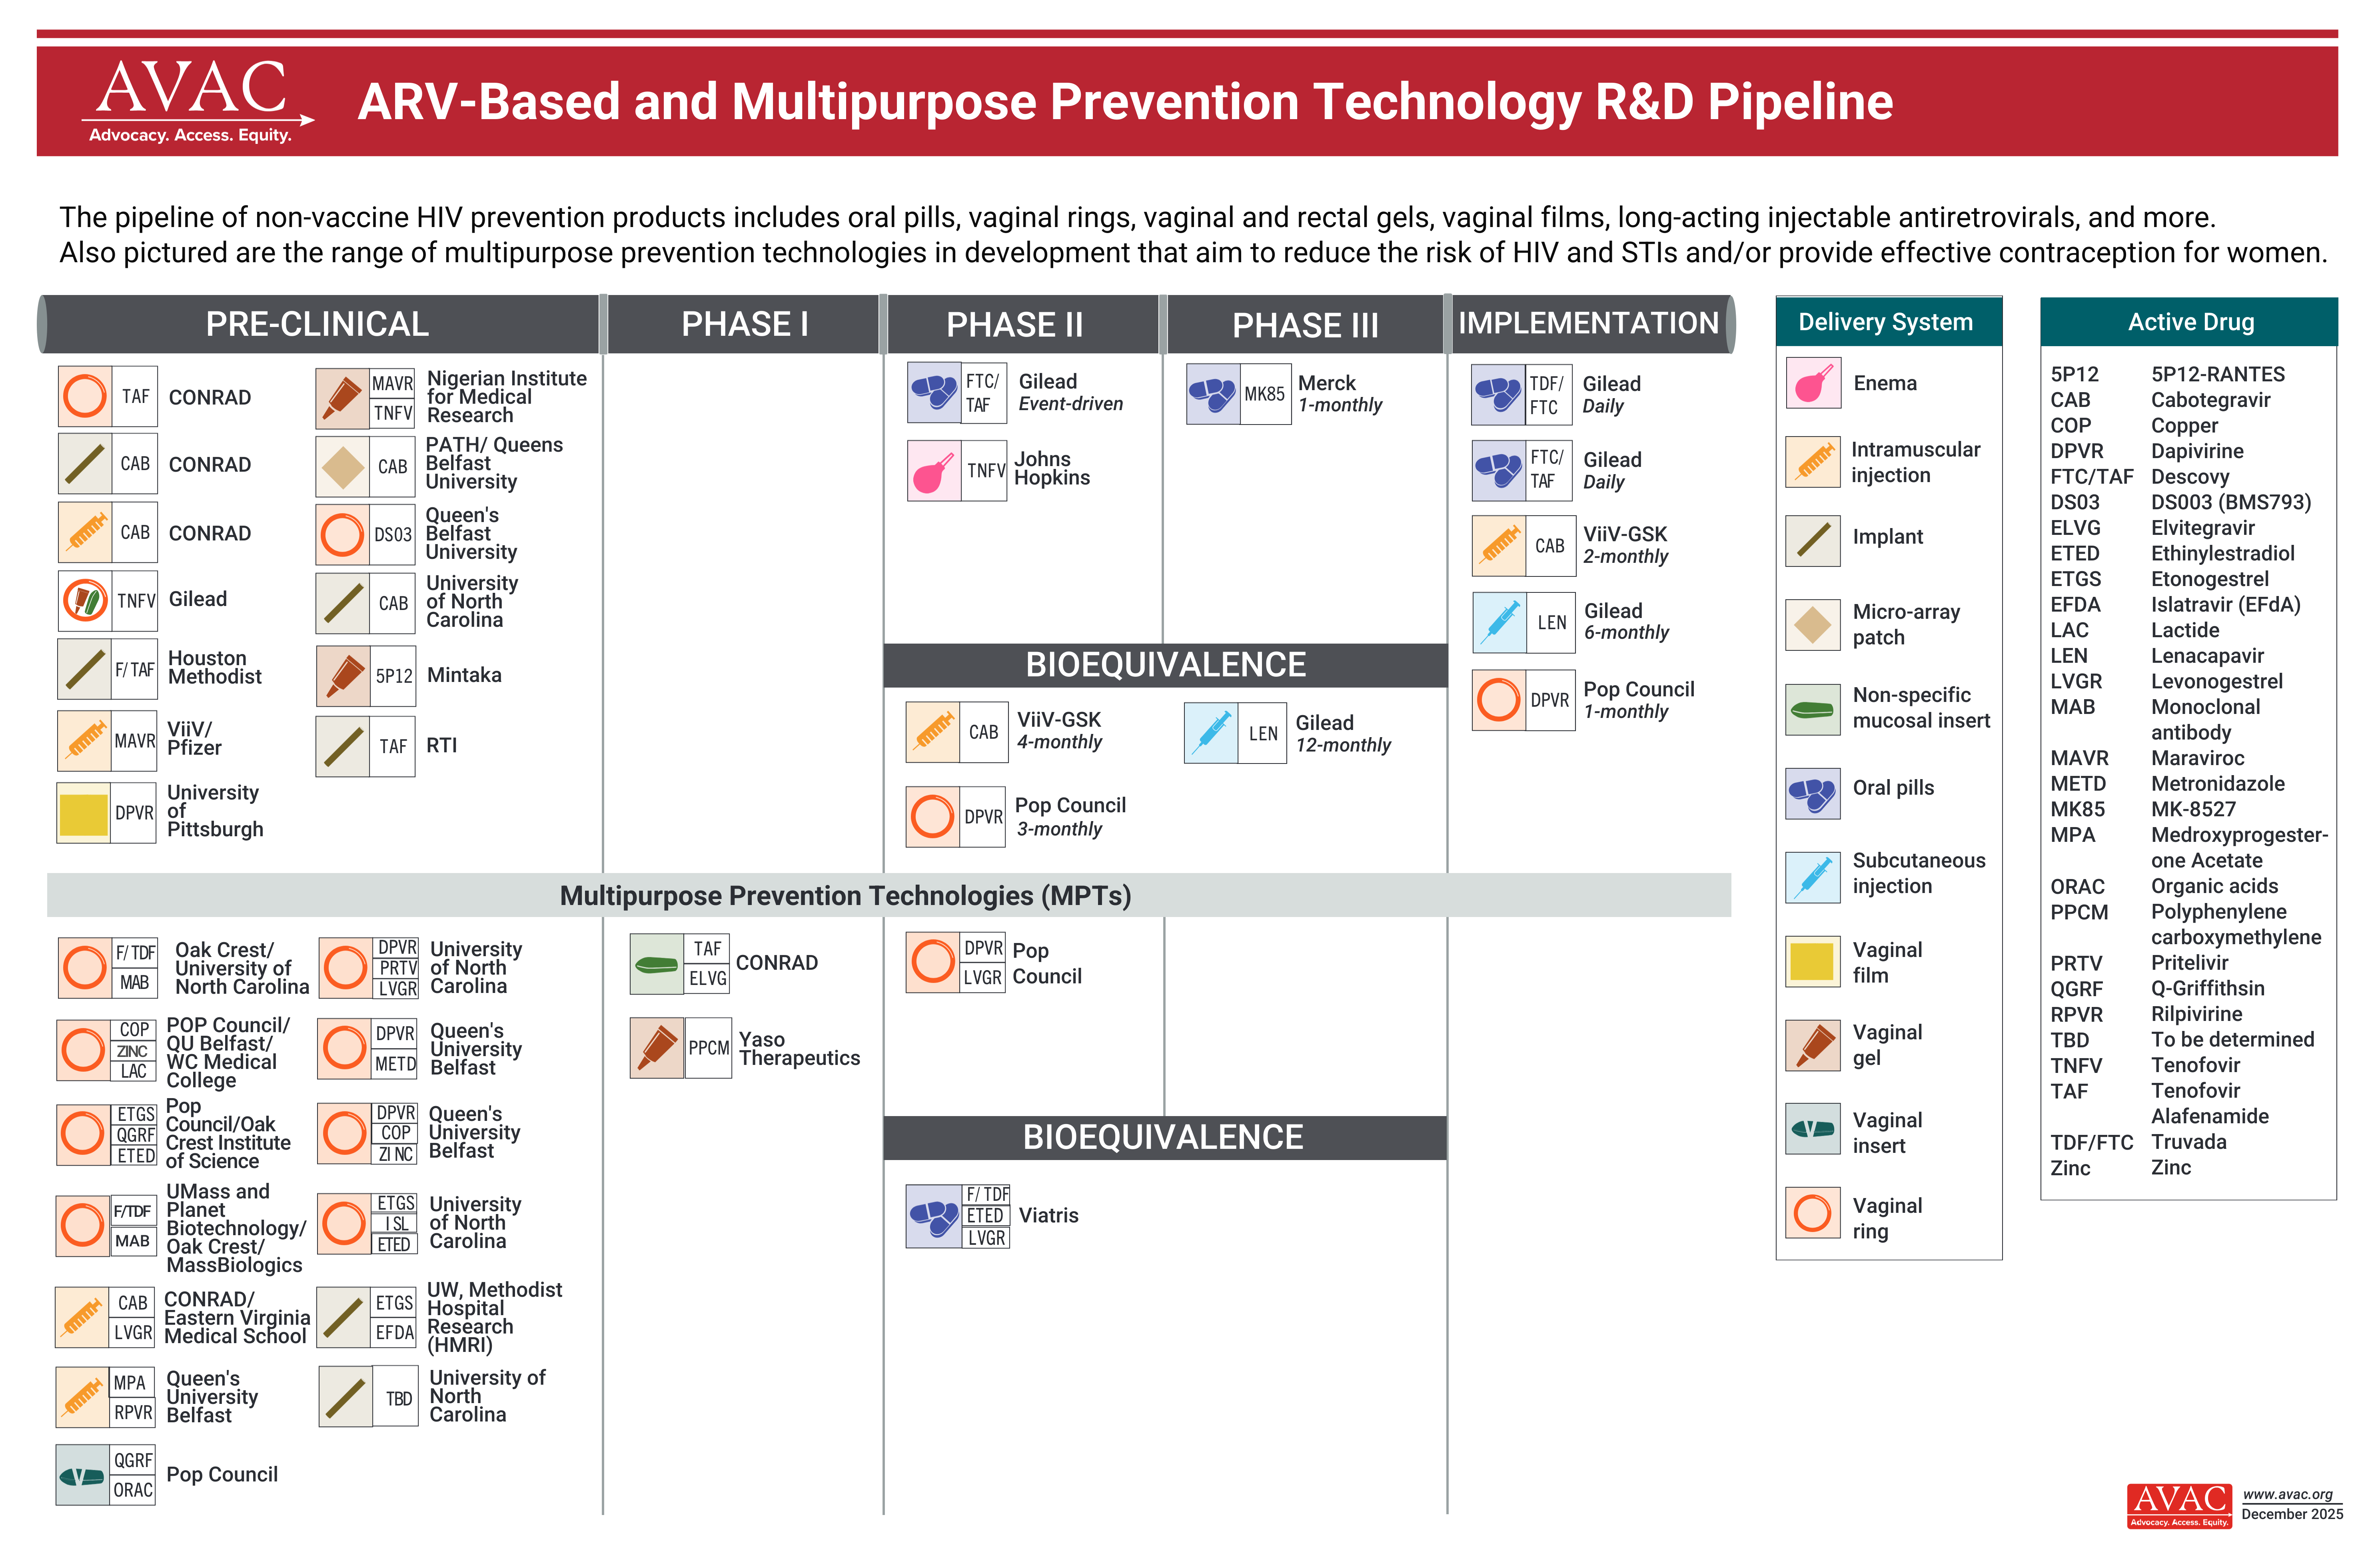 AVAC
Advocacy. Access. Equity.
ARV-Based and Multipurpose Prevention Technology R&D Pipeline
The pipeline of non-vaccine HIV prevention products includes oral pills, vaginal rings, vaginal and rectal gels, vaginal films, long-acting injectable antiretrovirals, and more.
Also pictured are the range of multipurpose prevention technologies in development that aim to reduce the risk of HIV and STIs and/or provide effective contraception for women.
PRE-CLINICAL
TAF
CONRAD
CAB
CONRAD
CAB
CONRAD
TNFV
Gilead
F/ TAF
Houston
Methodist
MAVR
ViiV/
Pfizer
DPVR
University
of
Pittsburgh
MAVR
TNFV
Nigerian Institute
for Medical
Research
CAB
PATH/ Queens
Belfast
University
DS03
Queen's
Belfast
University
CAB
University
of North
Carolina
5P12
Mintaka
TAF
RTI
PHASE I
PHASE II
FTC/
TAF
Gilead
Event-driven
TNFV
Johns
Hopkins
PHASE III
MK85
Merck
1-monthly
BIOEQUIVALENCE
CAB
ViiV-GSK
4-monthly
DPVR
Pop Council
3-monthly
LEN
Gilead
12-monthly
IMPLEMENTATION
TDF/
FTC
Gilead
Daily
FTC/
TAF
Gilead
Daily
CAB
ViiV-GSK
2-monthly
LEN
Gilead
6-monthly
DPVR
Pop Council
1-monthly
Multipurpose Prevention Technologies (MPTs)
F/ TDF
MAB
Oak Crest/
University of
North Carolina
COP
ZINC
LAC
POP Council/
QU Belfast/
WC Medical
College
ETGS
QGRF
ETED
Pop
Council/Oak
Crest Institute
of Science
F/TDF
MAB
UMass and
Planet
Biotechnology/
Oak Crest/
MassBiologics
CAB
LVGR
CONRAD/
Eastern Virginia
Medical School
MPA
RPVR
Queen's
University
Belfast
QGRF
ORAC
Pop Council
DPVR
PRTV
LVGR
University
of North
Carolina
DPVR
METD
Queen's
University
Belfast
DPVR
COP
ZINC
Queen's
University
Belfast
ETGS
ISL
ETED
University
of North
Carolina
ETGS
EFDA
UW, Methodist
Hospital
Research
(HMRI)
TBD
University of
North
Carolina
TAF
ELVG
CONRAD
PPCM
Yaso
Therapeutics
DPVR
LVGR
Pop
Council
BIOEQUIVALENCE
F/ TDF
ETED
LVGR
Viatris
Delivery System
Enema
Intramuscular
injection
Implant
Micro-array
patch
Non-specific
mucosal insert
Oral pills
Subcutaneous
injection
Vaginal
film
Vaginal
gel
V
Vaginal
insert
Vaginal
ring
Active Drug
5P12 5P12-RANTES
CAB Cabotegravir
COP Copper
DPVR Dapivirine
FTC/TAF Descovy
DS03 DS003 (BMS793)
ELVG Elvitegravir
ETED Ethinylestradiol
ETGS Etonogestrel
EFDA Islatravir (EFdA)
LAC Lactide
LEN Lenacapavir
LVGR Levonogestrel
MAB Monoclonal
antibody
MAVR Maraviroc
METD Metronidazole
MK85 MK-8527
MPA Medroxyprogester-
one Acetate
ORAC Organic acids
PPCM Polyphenylene
carboxymethylene
PRTV Pritelivir
QGRF Q-Griffithsin
RPVR Rilpivirine
TBD To be determined
TNFV Tenofovir
TAF Tenofovir
Alafenamide
TDF/FTC Truvada
Zinc Zinc
AVAC
Advocacy. Access. Equity.
www.avac.org
December 2025